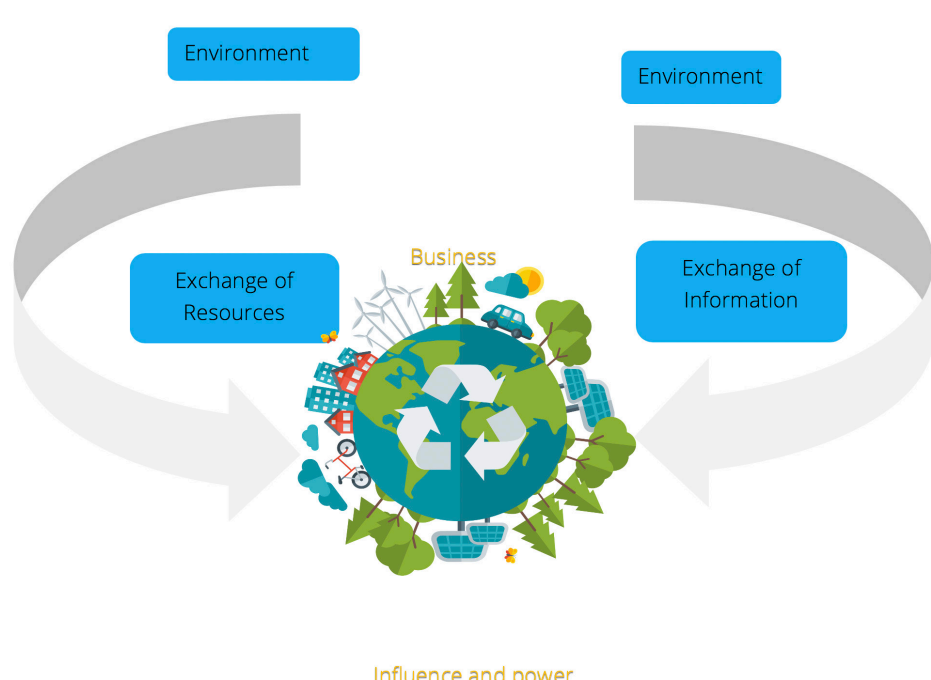 Environment
Environment
Business
Exchange of
Resources
Exchange of
Information
Influence and power